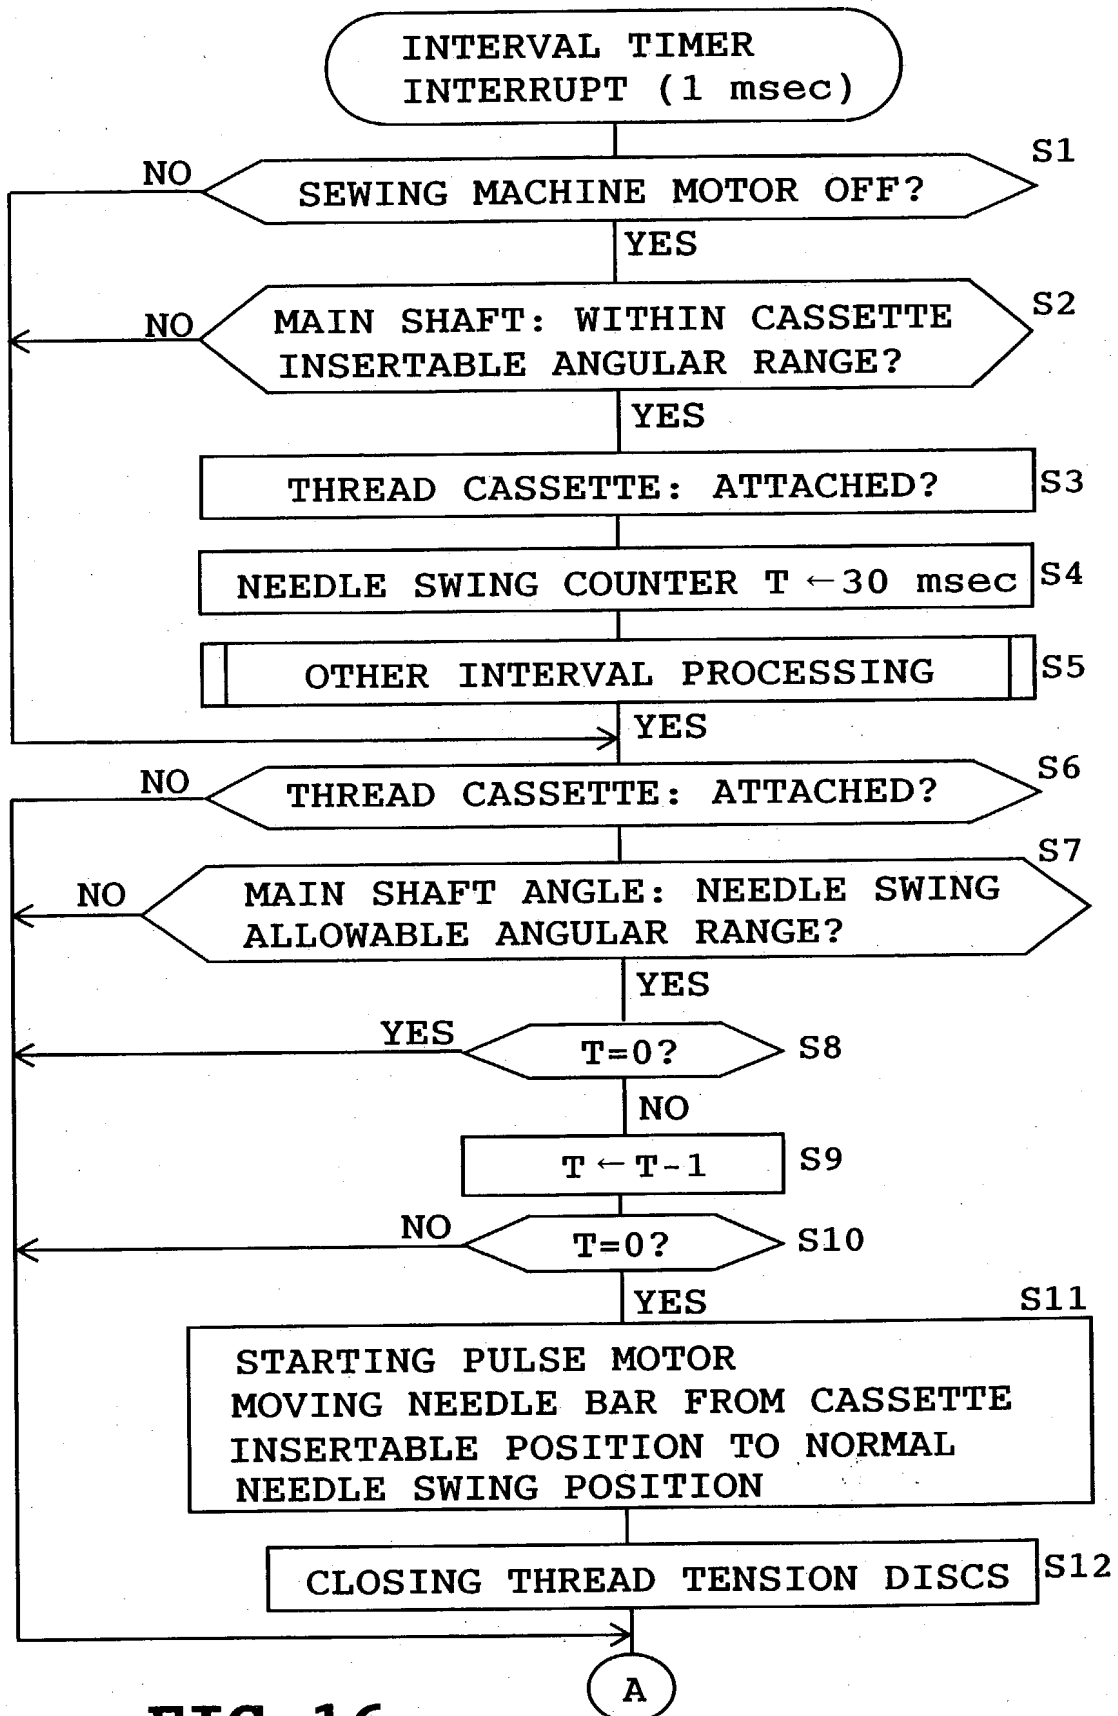 INTERVAL TIMER
INTERRUPT (1 msec)
S1
NO
SEWING MACHINE MOTOR OFF?
YES
S2
NO
MAIN SHAFT: WITHIN CASSETTE
INSERTABLE ANGULAR RANGE?
YES
THREAD CASSETTE: ATTACHED?
S3
NEEDLE SWING COUNTER T ← 30 msec
S4
OTHER INTERVAL PROCESSING
S5
YES
NO
S6
THREAD CASSETTE: ATTACHED?
S7
NO
MAIN SHAFT ANGLE: NEEDLE SWING
ALLOWABLE ANGULAR RANGE?
YES
YES
T=0?
S8
NO
T ← T-1
S9
NO
T=0?
S10
YES
S11
STARTING PULSE MOTOR
MOVING NEEDLE BAR FROM CASSETTE
INSERTABLE POSITION TO NORMAL
NEEDLE SWING POSITION
CLOSING THREAD TENSION DISCS
S12
A
FIG. 16